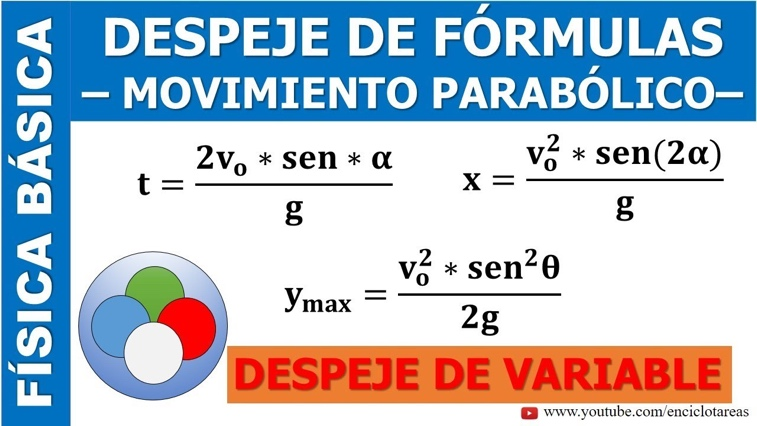 FÍSICA BÁSICA
DESPEJE DE FÓRMULAS
– MOVIMIENTO PARABÓLICO–
t = (2v₀ * sen * α) / g
x = (v₀² * sen(2α)) / g
yₘₐₓ = (v₀² * sen²θ) / 2g
DESPEJE DE VARIABLE
www.youtube.com/enciclotareas